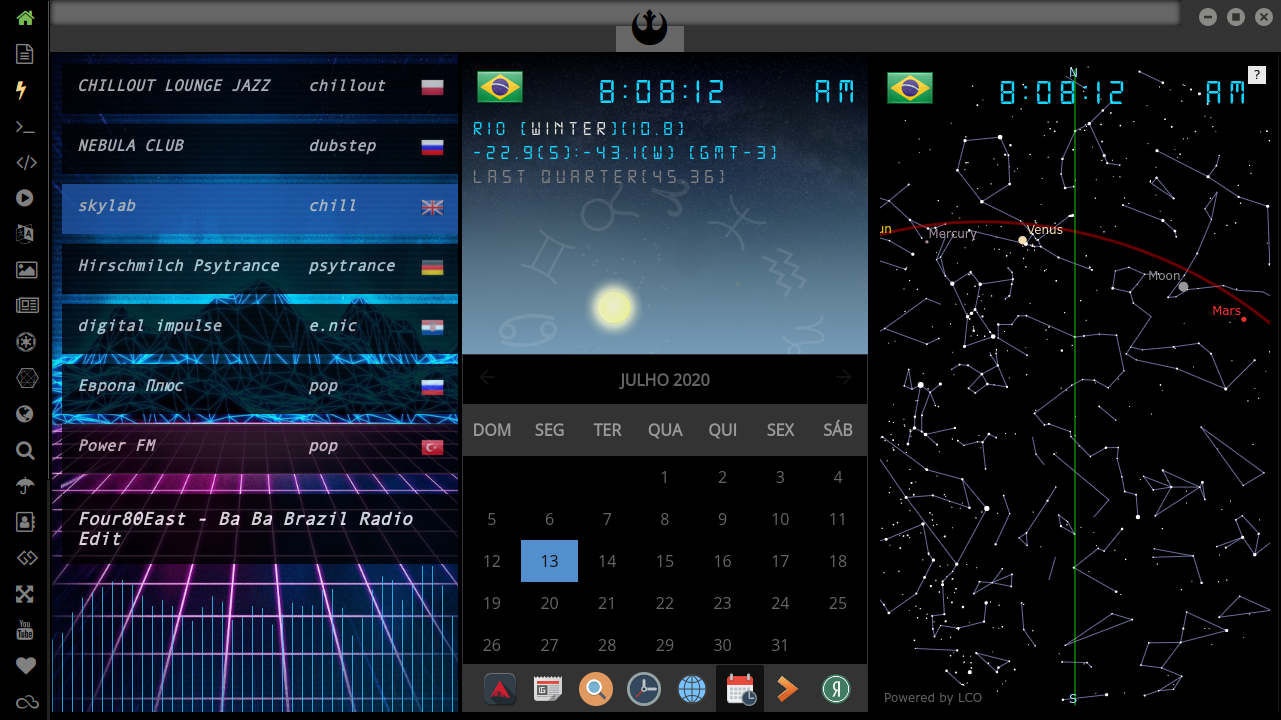 CHILLOUT LOUNGE JAZZ chillout
NEBULA CLUB dubstep
skylab chill
Hirschmilch Psytrance psytrance
digital impulse e.nic
Европа Плюс pop
Power FM pop
Four80East - Ba Ba Brazil Radio
Edit
8:08:12 AM
RIO (WINTER)(10.8)
-22.9(S):-43.1(W) (GMT-3)
LAST QUARTER(45.36)
JULHO 2020
DOM SEG TER QUA QUI SEX SÁB
1 2 3 4
5 6 7 8 9 10 11
12 13 14 15 16 17 18
19 20 21 22 23 24 25
26 27 28 29 30 31
N
?
8:08:12 AM
un
Mercury
Venus
Moon
Mars
Powered by LCO
S
You
Tube